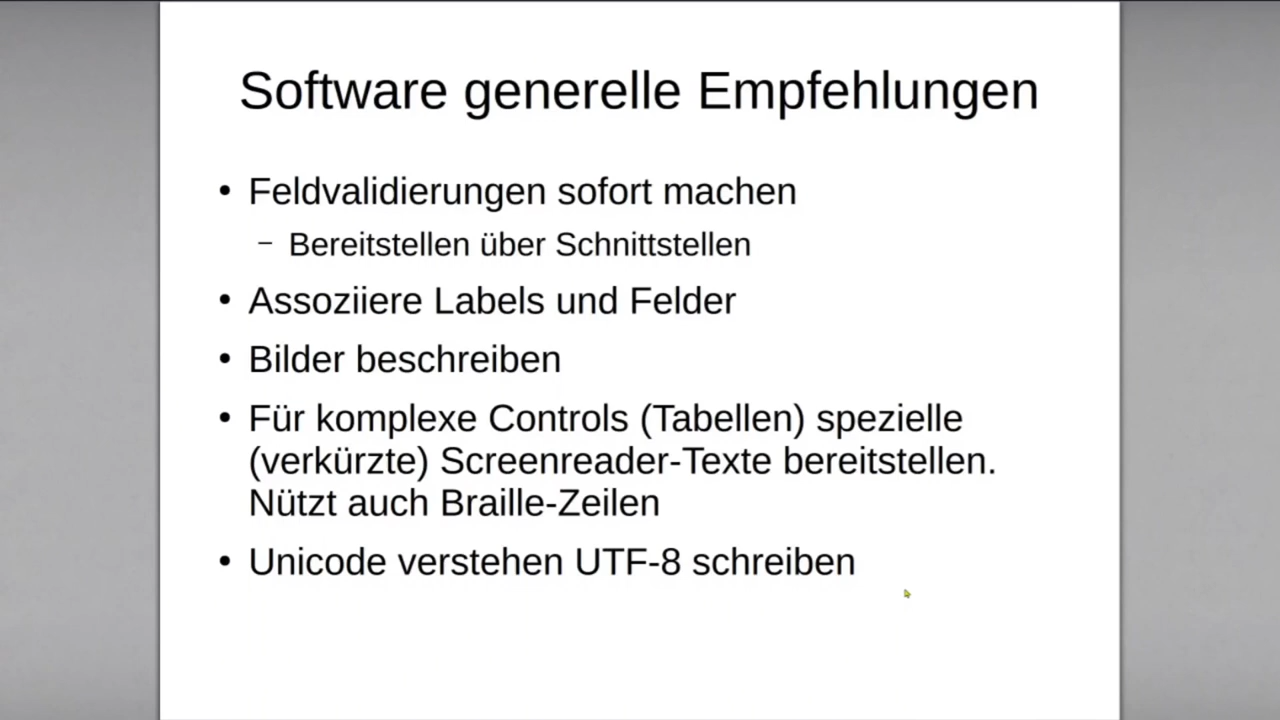 Software generelle Empfehlungen
• Feldvalidierungen sofort machen
– Bereitstellen über Schnittstellen
• Assoziiere Labels und Felder
• Bilder beschreiben
• Für komplexe Controls (Tabellen) spezielle
(verkürzte) Screenreader-Texte bereitstellen.
Nützt auch Braille-Zeilen
• Unicode verstehen UTF-8 schreiben